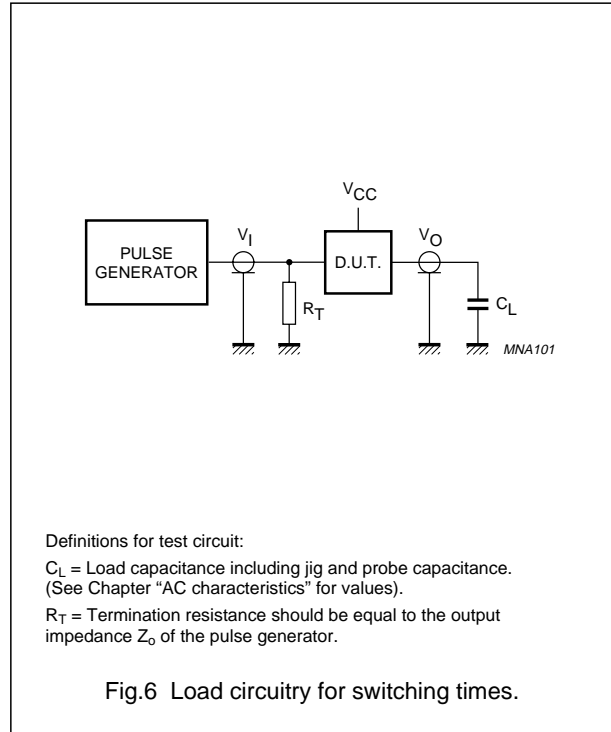 V_CC
V_I
V_O
PULSE
GENERATOR
D.U.T.
R_T
C_L
MNA101
Definitions for test circuit:
C_L = Load capacitance including jig and probe capacitance.
(See Chapter “AC characteristics” for values).
R_T = Termination resistance should be equal to the output
impedance Z_o of the pulse generator.
Fig.6 Load circuitry for switching times.